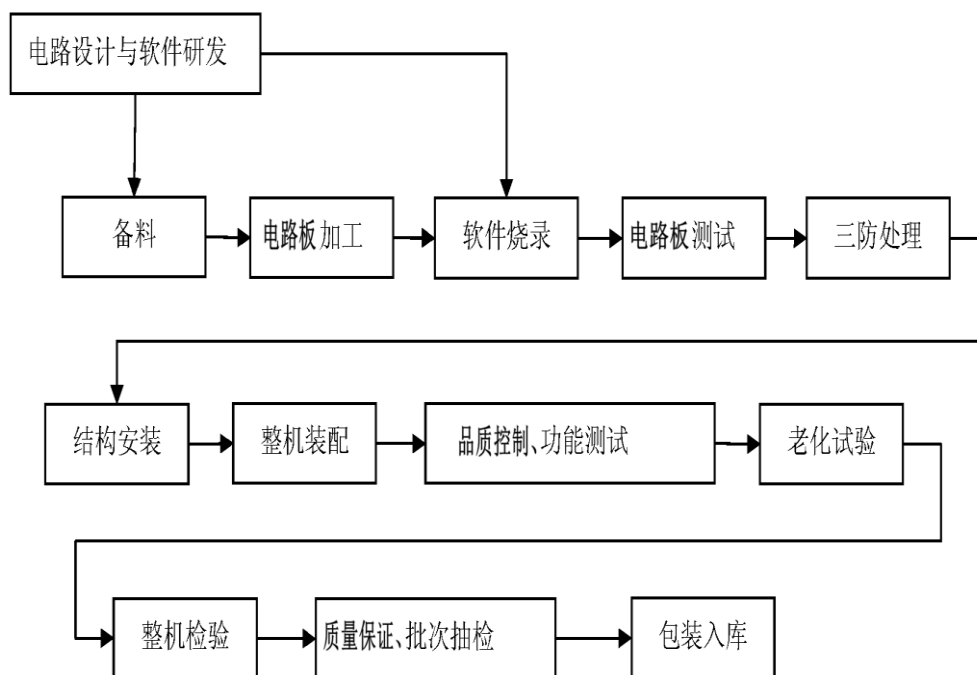 电路设计与软件研发
备料
电路板加工
软件烧录
电路板测试
三防处理
结构安装
整机装配
品质控制、功能测试
老化试验
整机检验
质量保证、批次抽检
包装入库